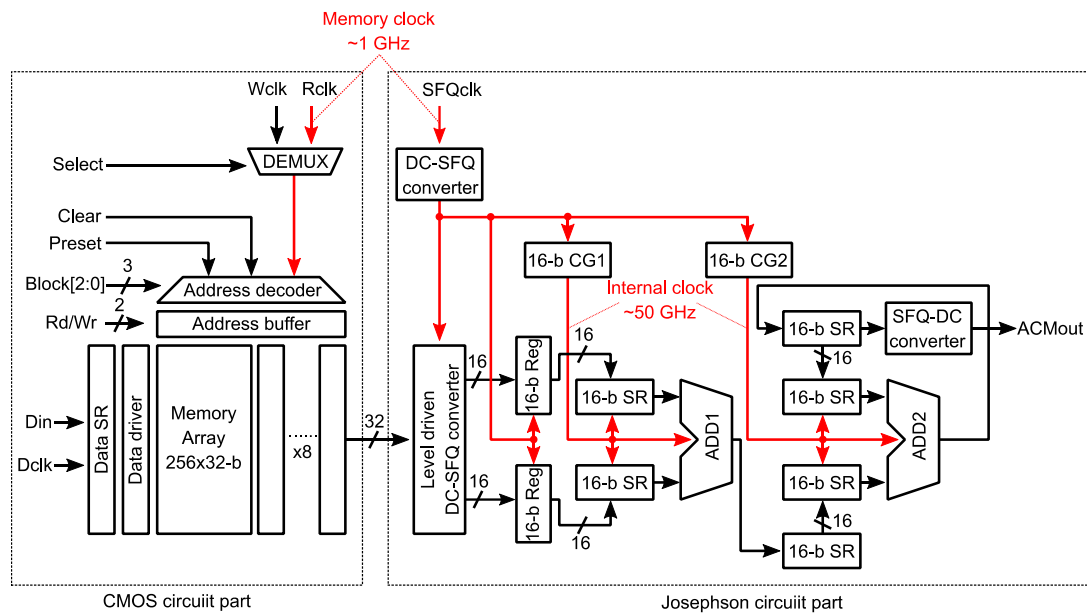 Memory clock
~1 GHz
Wclk
Rclk
SFQclk
Select
DEMUX
DC-SFQ
converter
Clear
Preset
Block[2:0]
3
Address decoder
Rd/Wr
2
Address buffer
16-b CG1
16-b CG2
Internal clock
~50 GHz
Din
Dclk
Data SR
Data driver
Memory
Array
256x32-b
x8
32
Level driven
DC-SFQ converter
16
16
16-b Reg
16-b Reg
16
16
16-b SR
16-b SR
ADD1
16-b SR
16
SFQ-DC
converter
ACMout
16-b SR
16-b SR
16
16-b SR
ADD2
CMOS circuiit part
Josephson circuiit part